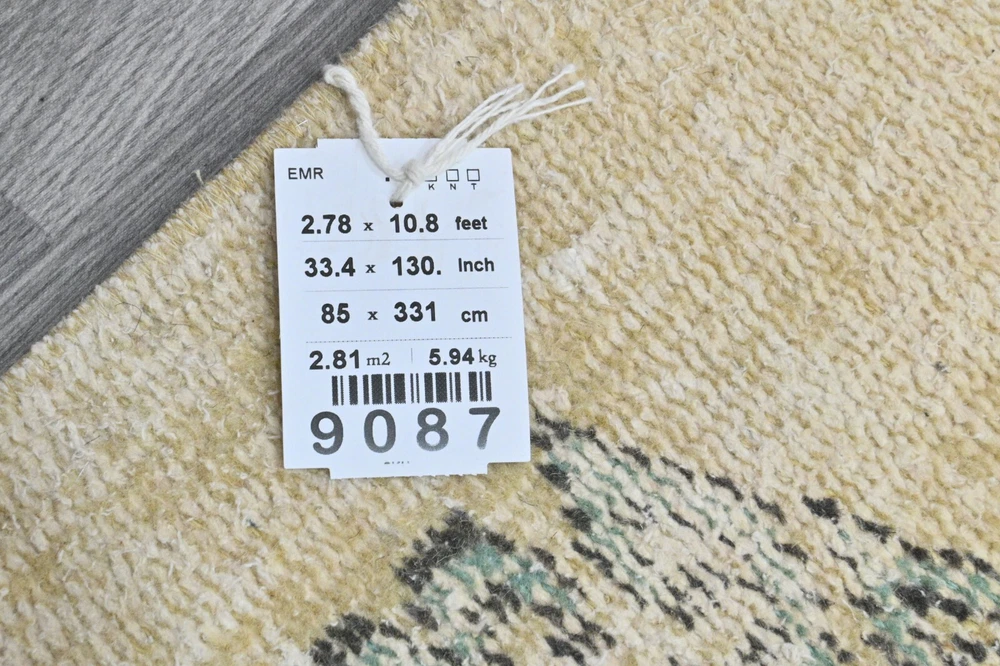 EMR
K N T
2.78 x 10.8 feet
33.4 x 130. Inch
85 x 331 cm
2.81 m2 5.94 kg
9087